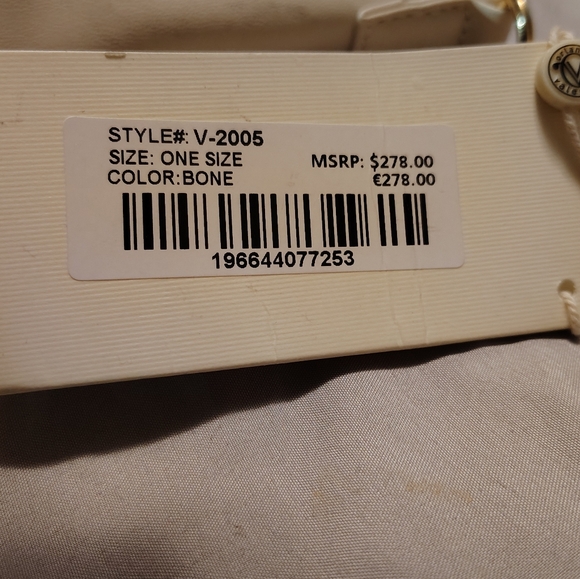 STYLE#: V-2005
SIZE: ONE SIZE MSRP: $278.00
COLOR:BONE €278.00
196644077253